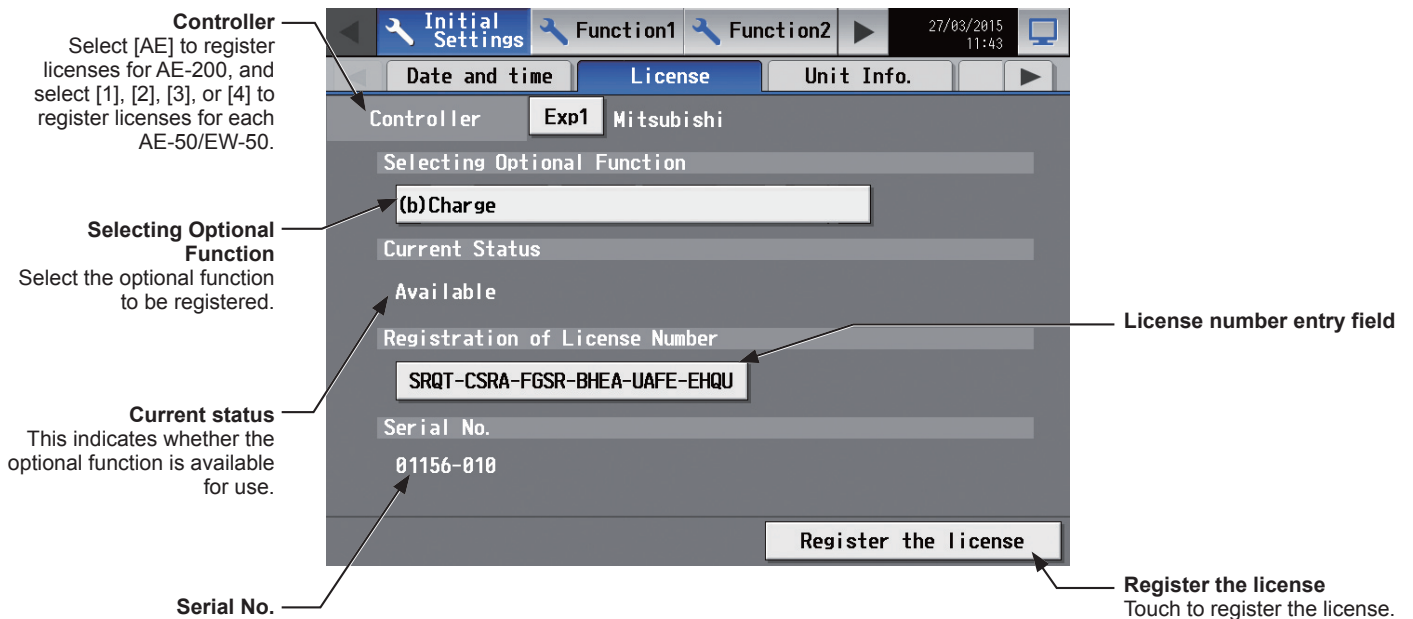 Controller
Select [AE] to register
licenses for AE-200, and
select [1], [2], [3], or [4] to
register licenses for each
AE-50/EW-50.
Selecting Optional
Function
Select the optional function
to be registered.
Current status
This indicates whether the
optional function is available
for use.
Serial No.
Initial
Settings
Function1
Function2
27/03/2015
11:43
Date and time
License
Unit Info.
Controller
Exp1
Mitsubishi
Selecting Optional Function
(b)Charge
Current Status
Available
Registration of License Number
SRQT-CSRA-FGSR-BHEA-UAFE-EHQU
Serial No.
01156-010
Register the license
License number entry field
Register the license
Touch to register the license.